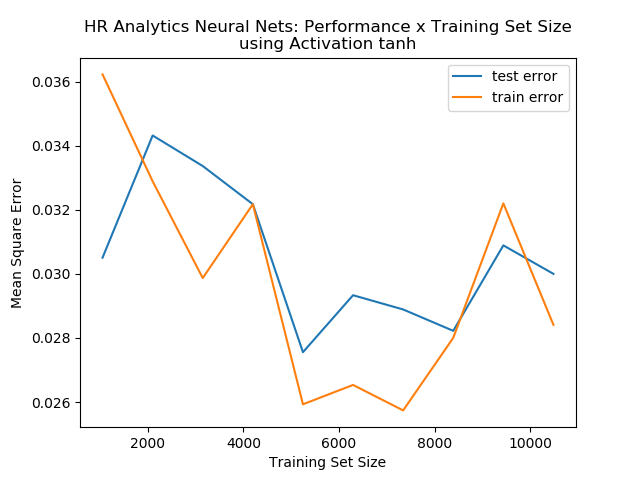 HR Analytics Neural Nets: Performance x Training Set Size
using Activation tanh
test error
train error
Mean Square Error
0.036
0.034
0.032
0.030
0.028
0.026
2000 4000 6000 8000 10000
Training Set Size